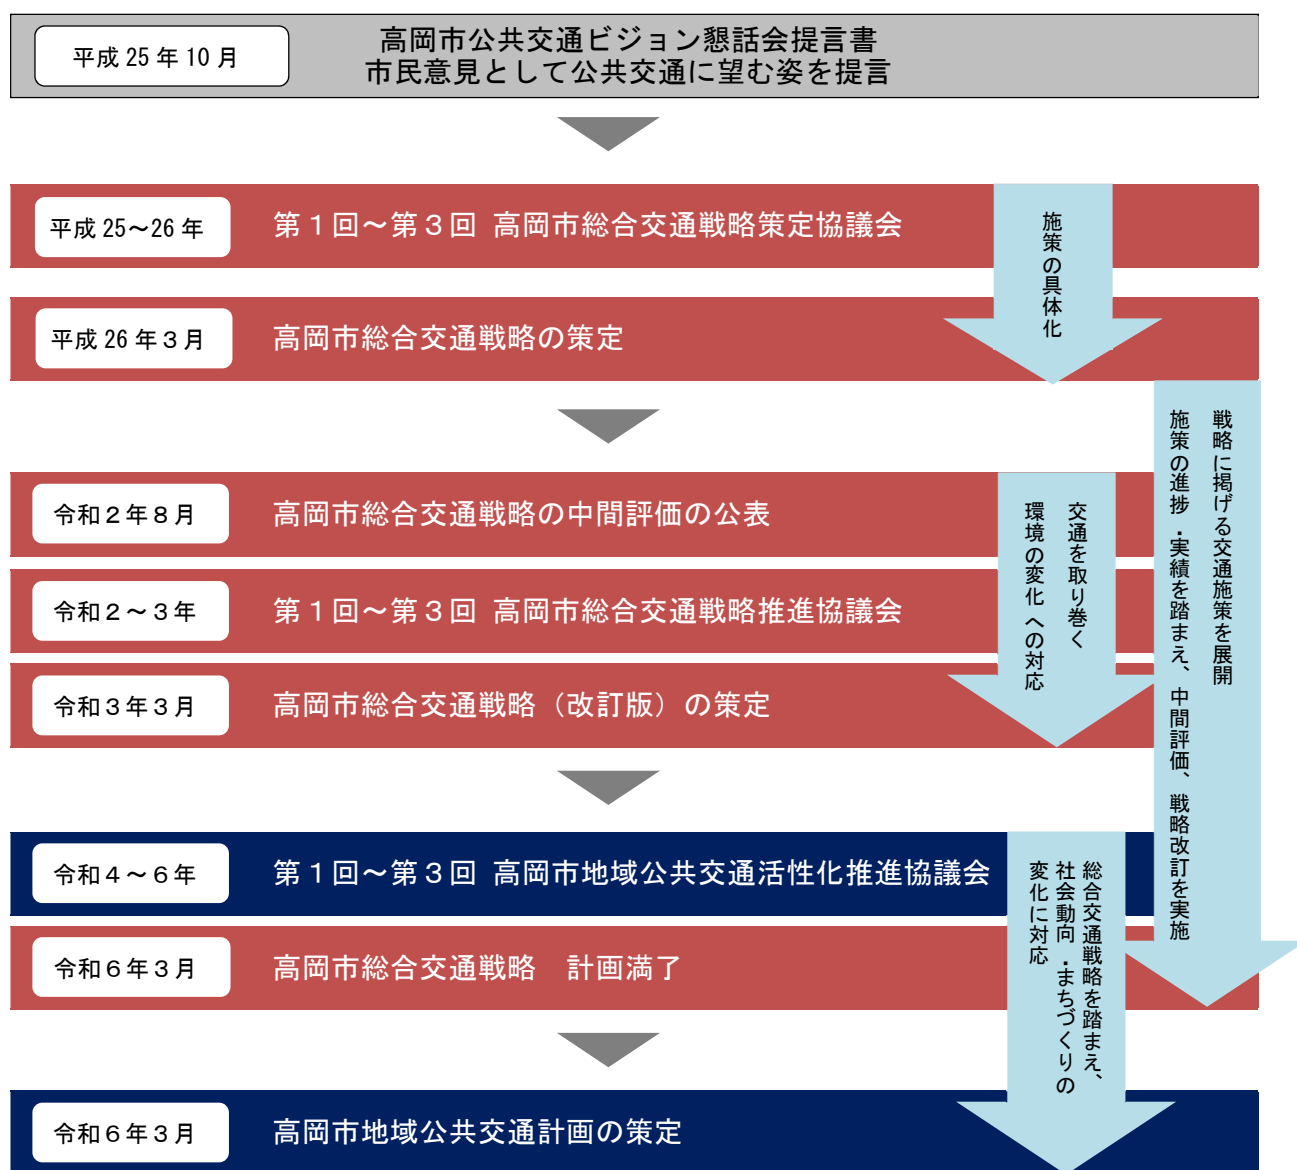 平成25年10月
高岡市公共交通ビジョン懇話会提言書
市民意見として公共交通に望む姿を提言
平成25～26年
第1回～第3回 高岡市総合交通戦略策定協議会
施策の具体化
平成26年3月
高岡市総合交通戦略の策定
戦略に掲げる交通施策を展開
施策の進捗・実績を踏まえ、中間評価、戦略改訂を実施
令和2年8月
高岡市総合交通戦略の中間評価の公表
交通を取り巻く
環境の変化への対応
令和2～3年
第1回～第3回 高岡市総合交通戦略推進協議会
令和3年3月
高岡市総合交通戦略（改訂版）の策定
令和4～6年
第1回～第3回 高岡市地域公共交通活性化推進協議会
総合交通戦略を踏まえ、
社会動向・まちづくりの
変化に対応
令和6年3月
高岡市総合交通戦略　計画満了
令和6年3月
高岡市地域公共交通計画の策定